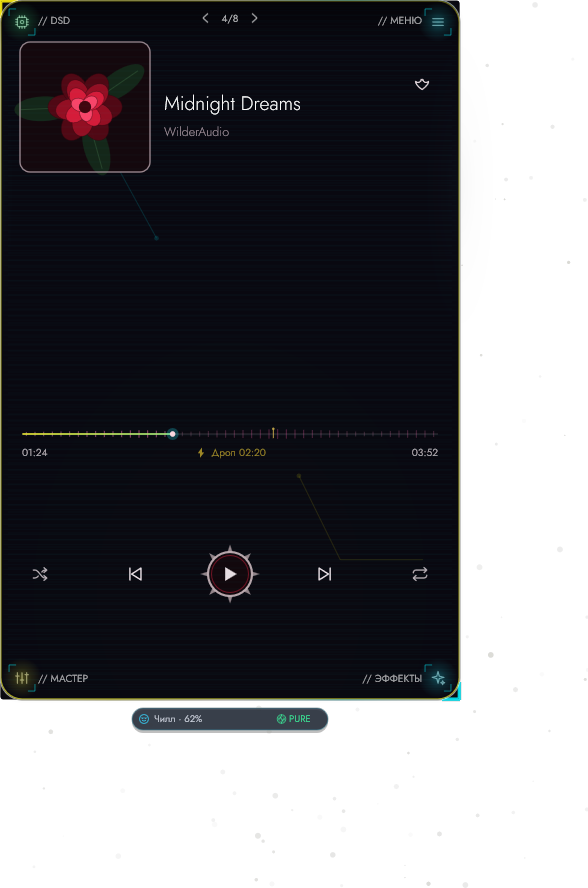 // DSD
4/8
// МЕНЮ
Midnight Dreams
WilderAudio
01:24
Дроп 02:20
03:52
// МАСТЕР
// ЭФФЕКТЫ
Чилл · 62%
PURE